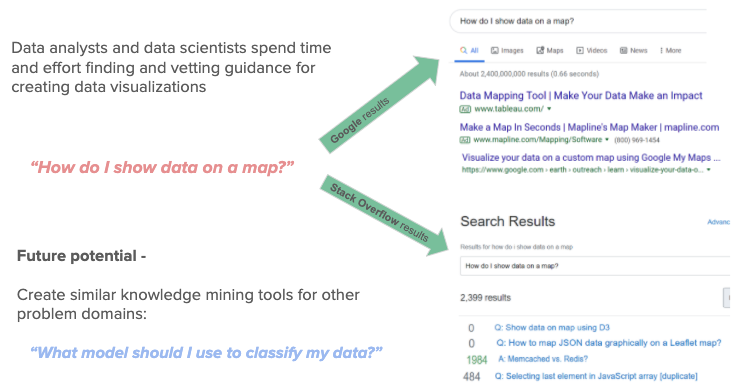 Data analysts and data scientists spend time
and effort finding and vetting guidance for
creating data visualizations
“How do I show data on a map?”
Google results
Stack Overflow results
Future potential -
Create similar knowledge mining tools for other
problem domains:
“What model should I use to classify my data?”
How do I show data on a map?
All Images Maps Videos News More
About 2,400,000,000 results (0.66 seconds)
Data Mapping Tool | Make Your Data Make an Impact
Ad www.tableau.com/
Make a Map In Seconds | Mapline's Map Maker | mapline.com
Ad www.mapline.com/Mapping/Software (800) 969-1454
Visualize your data on a custom map using Google My Maps ...
https://www.google.com › earth › outreach › learn › visualize-your-data-o...
Search Results
Advanc
Results for how do i show data on a map
How do I show data on a map?
2,399 results
0 Q: Show data on map using D3
0 Q: How to map JSON data graphically on a Leaflet map?
1984 A: Memcached vs. Redis?
484 Q: Selecting last element in JavaScript array [duplicate]